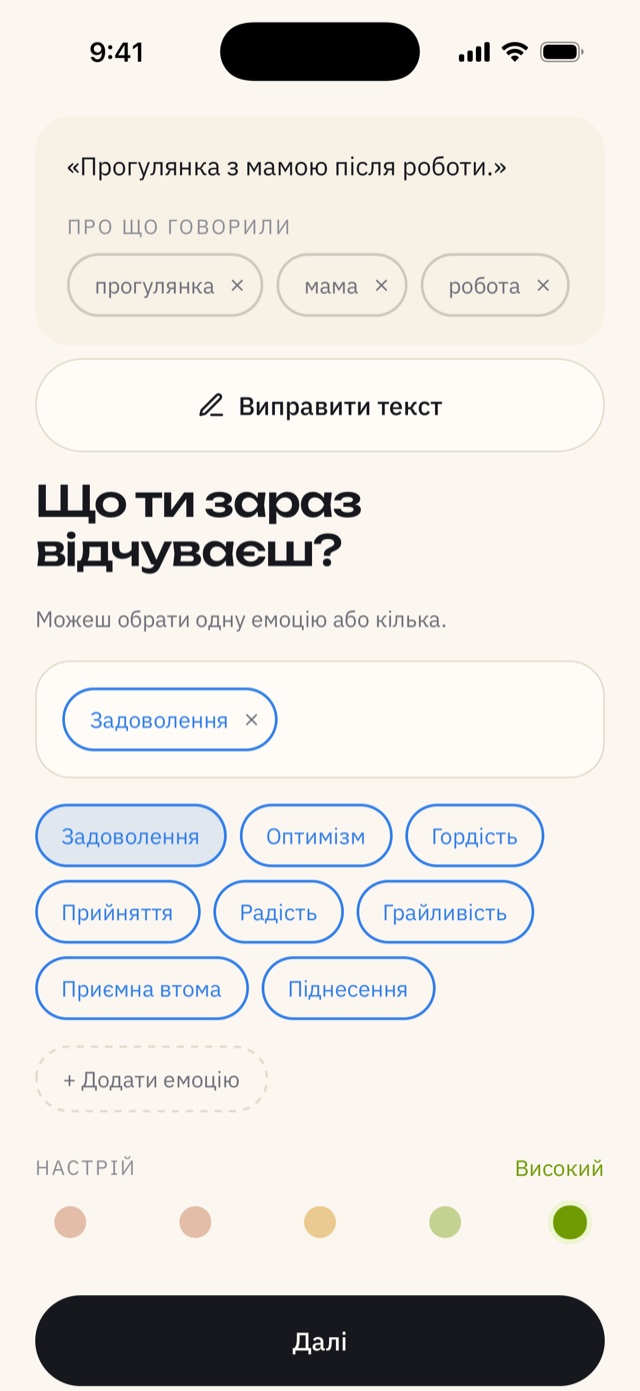 9:41
«Прогулянка з мамою після роботи.»
ПРО ЩО ГОВОРИЛИ
прогулянка × мама × робота ×
Виправити текст
Що ти зараз
відчуваєш?
Можеш обрати одну емоцію або кілька.
Задоволення ×
Задоволення Оптимізм Гордість
Прийняття Радість Грайливість
Приємна втома Піднесення
+ Додати емоцію
НАСТРІЙ Високий
Далі